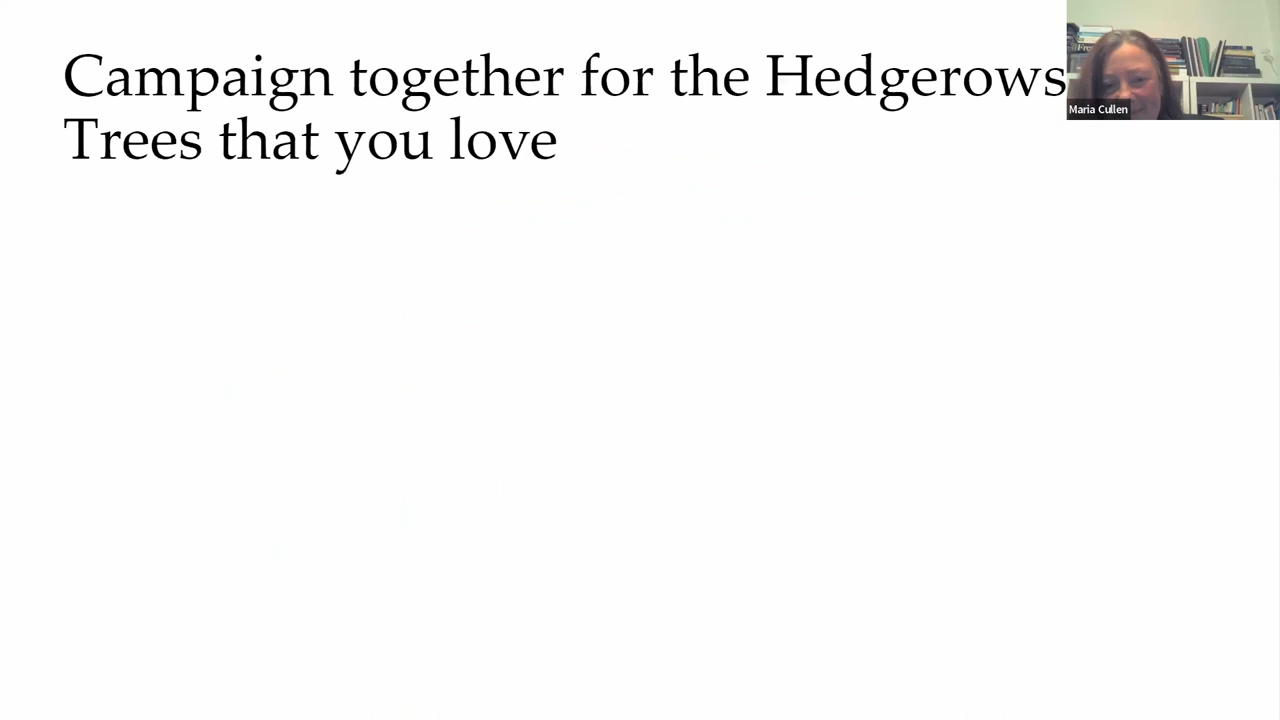 Campaign together for the Hedgerows
Trees that you love
Maria Cullen